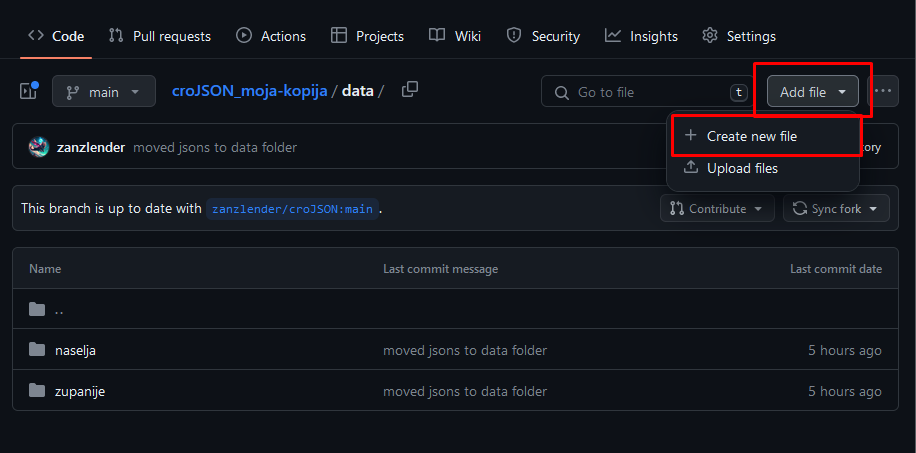 Code Pull requests Actions Projects Wiki Security Insights Settings
main croJSON_moja-kopija / data / Go to file t Add file ...
Create new file
zanzlender moved jsons to data folder ory
Upload files
This branch is up to date with zanzlender/croJSON:main . Contribute Sync fork
Name Last commit message Last commit date
..
naselja moved jsons to data folder 5 hours ago
zupanije moved jsons to data folder 5 hours ago